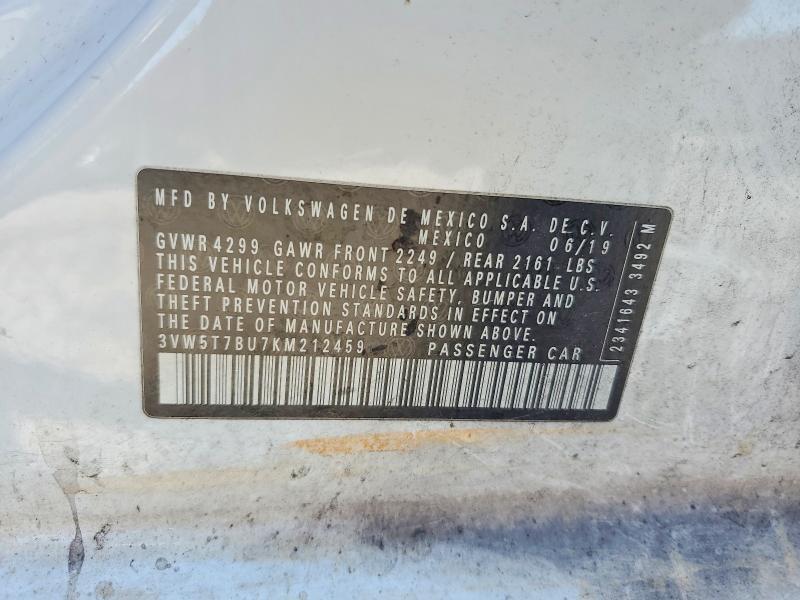 MFD BY VOLKSWAGEN DE MEXICO S.A. DE C.V.
MEXICO 06/19
GVWR 4299 GAWR FRONT 2249 / REAR 2161 LBS
THIS VEHICLE CONFORMS TO ALL APPLICABLE U.S.
FEDERAL MOTOR VEHICLE SAFETY, BUMPER AND
THEFT PREVENTION STANDARDS IN EFFECT ON
THE DATE OF MANUFACTURE SHOWN ABOVE.
3VW5T7BU7KM212459 PASSENGER CAR
2341643 3492 M